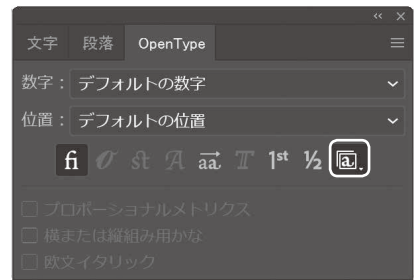 文字 段落 OpenType
数字：デフォルトの数字
位置：デフォルトの位置
fi 𝒪 st A aa T 1st ½ a
プロポーショナルメトリクス
横または縦組み用かな
欧文イタリック